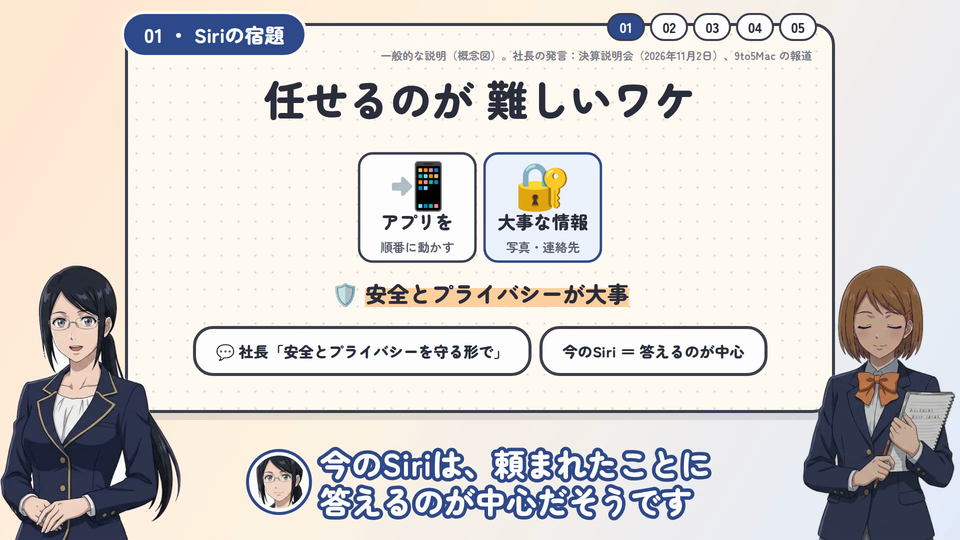 01 ・ Siriの宿題
01 02 03 04 05
一般的な説明（概念図）。社長の発言：決算説明会（2026年11月2日）、9to5Mac の報道
任せるのが 難しいワケ
アプリを
順番に動かす
大事な情報
写真・連絡先
安全とプライバシーが大事
社長「安全とプライバシーを守る形で」
今のSiri ＝ 答えるのが中心
今のSiriは、頼まれたことに
答えるのが中心だそうです